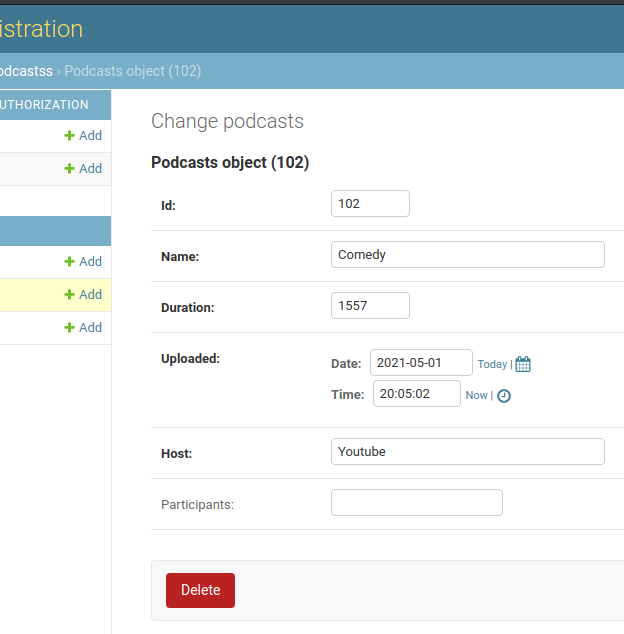 istration
odcastss › Podcasts object (102)
UTHORIZATION
+ Add
+ Add
+ Add
+ Add
+ Add
Change podcasts
Podcasts object (102)
Id: 102
Name: Comedy
Duration: 1557
Uploaded: Date: 2021-05-01 Today |
Time: 20:05:02 Now |
Host: Youtube
Participants:
Delete